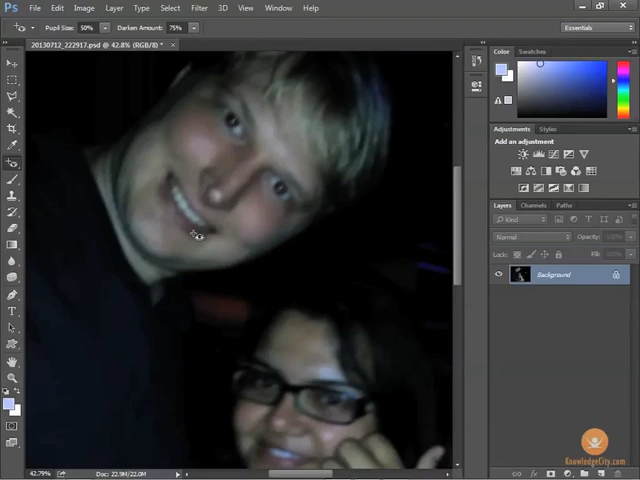 Ps File Edit Image Layer Type Select Filter 3D View Window Help
Pupil Size: 50% Darken Amount: 75% Essentials
20130712_222917.psd @ 42.8% (RGB/8) * ×
Color Swatches
Adjustments Styles
Add an adjustment
Layers Channels Paths
Kind
Normal Opacity:
Lock: Fill:
Background
KnowledgeCity.com
42.79% Doc: 22.9M/22.0M